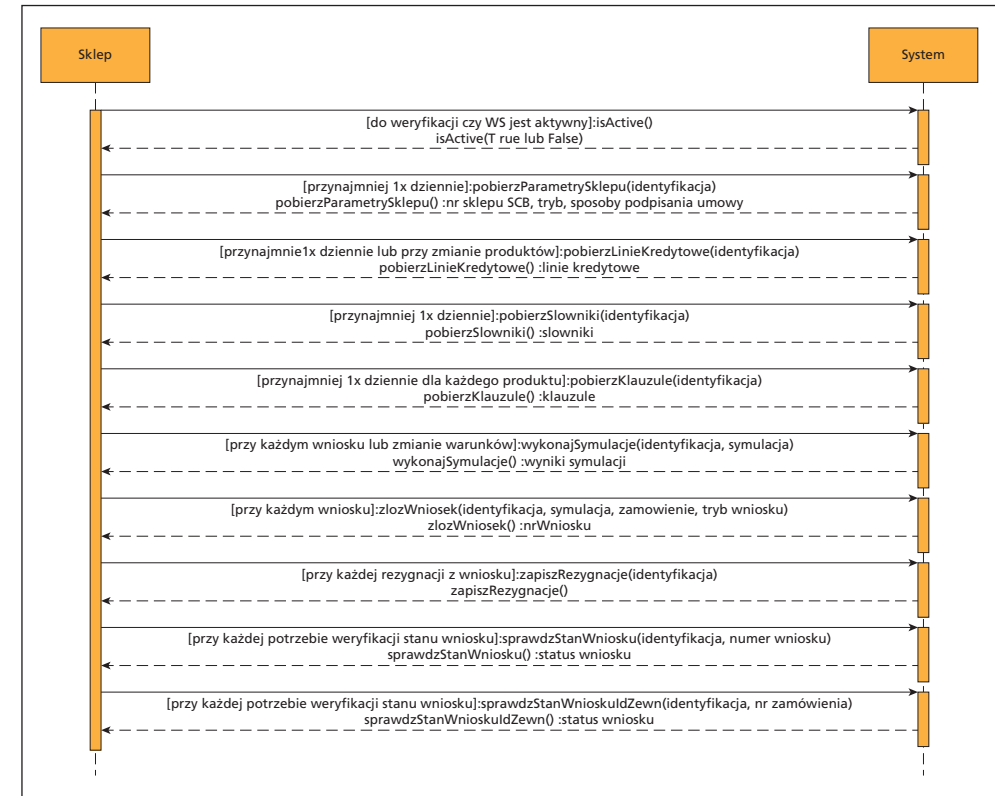 Sklep
System
[do weryfikacji czy WS jest aktywny]:isActive()
isActive(T rue lub False)
[przynajmniej 1x dziennie]:pobierzParametrySklepu(identyfikacja)
pobierzParametrySklepu() :nr sklepu SCB, tryb, sposoby podpisania umowy
[przynajmnie1x dziennie lub przy zmianie produktów]:pobierzLinieKredytowe(identyfikacja)
pobierzLinieKredytowe() :linie kredytowe
[przynajmniej 1x dziennie]:pobierzSlowniki(identyfikacja)
pobierzSlowniki() :slowniki
[przynajmniej 1x dziennie dla każdego produktu]:pobierzKlauzule(identyfikacja)
pobierzKlauzule() :klauzule
[przy każdym wniosku lub zmianie warunków]:wykonajSymulacje(identyfikacja, symulacja)
wykonajSymulacje() :wyniki symulacji
[przy każdym wniosku]:zlozWniosek(identyfikacja, symulacja, zamowienie, tryb wniosku)
zlozWniosek() :nrWniosku
[przy każdej rezygnacji z wniosku]:zapiszRezygnacje(identyfikacja)
zapiszRezygnacje()
[przy każdej potrzebie weryfikacji stanu wniosku]:sprawdzStanWniosku(identyfikacja, numer wniosku)
sprawdzStanWniosku() :status wniosku
[przy każdej potrzebie weryfikacji stanu wniosku]:sprawdzStanWnioskuIdZewn(identyfikacja, nr zamówienia)
sprawdzStanWnioskuIdZewn() :status wniosku